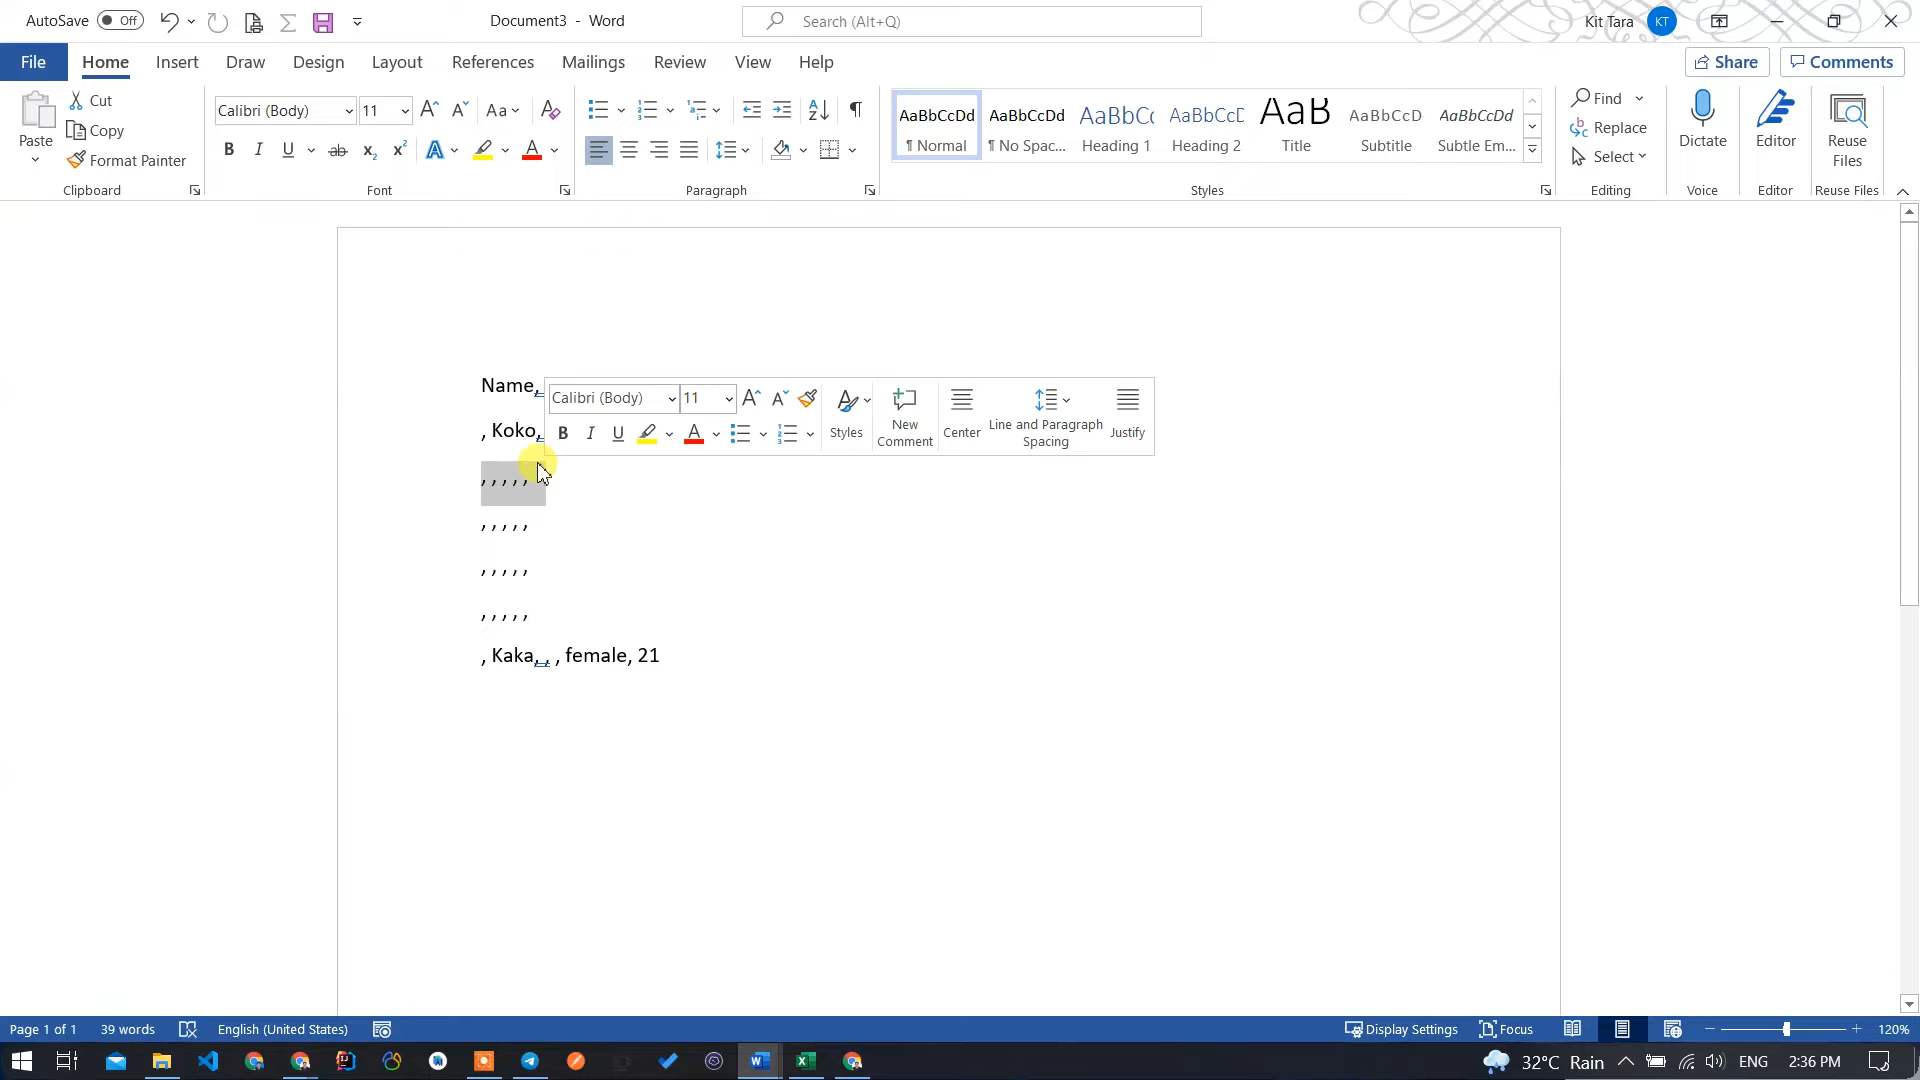 AutoSave Off
Document3 - Word
Search (Alt+Q)
Kit Tara KT
File Home Insert Draw Design Layout References Mailings Review View Help
Share Comments
Paste
Cut
Copy
Format Painter
Clipboard
Calibri (Body) 11
Font
Paragraph
AaBbCcDd
¶ Normal
AaBbCcDd
¶ No Spac...
AaBbCc
Heading 1
AaBbCcD
Heading 2
AaB
Title
AaBbCcD
Subtitle
AaBbCcDd
Subtle Em...
Styles
Find
Replace
Select
Editing
Dictate
Voice
Editor
Editor
Reuse
Files
Reuse Files
Name,
, Koko,
, , , , ,
, , , , ,
, , , , ,
, , , , ,
, Kaka, , , female, 21
Calibri (Body) 11
Styles
New
Comment
Center
Line and Paragraph
Spacing
Justify
Page 1 of 1 39 words English (United States) Display Settings Focus 120%
32°C Rain ENG 2:36 PM